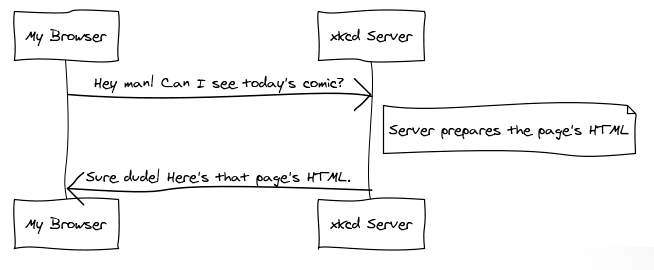 My Browser
xkcd Server
Hey man! Can I see today's comic?
Server prepares the page's HTML
Sure dude! Here's that page's HTML.
My Browser
xkcd Server